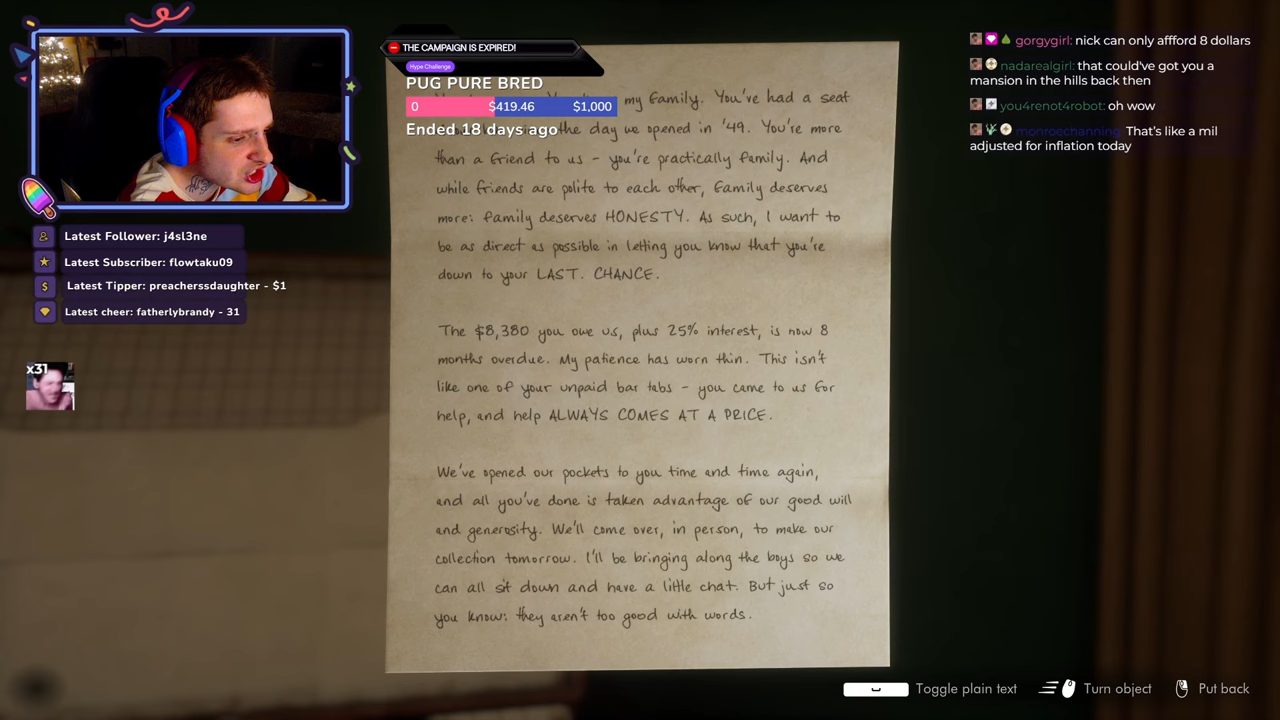 THE CAMPAIGN IS EXPIRED!
Hype Challenge
PUG PURE BRED
0 $419.46 $1,000
Ended 18 days ago
my family. You've had a seat
the day we opened in '49. You're more
than a friend to us - you're practically family. And
while friends are polite to each other, family deserves
more: family deserves HONESTY. As such, I want to
be as direct as possible in letting you know that you're
down to your LAST. CHANCE.
The $8,380 you owe us, plus 25% interest, is now 8
months overdue. My patience has worn thin. This isn't
like one of your unpaid bar tabs - you came to us for
help, and help ALWAYS COMES AT A PRICE.
We've opened our pockets to you time and time again,
and all you've done is taken advantage of our good will
and generosity. We'll come over, in person, to make our
collection tomorrow. I'll be bringing along the boys so we
can all sit down and have a little chat. But just so
you know: they aren't too good with words.
Latest Follower: j4sl3ne
Latest Subscriber: flowtaku09
Latest Tipper: preacherssdaughter - $1
Latest cheer: fatherlybrandy - 31
x31
gorgygirl: nick can only affford 8 dollars
nadarealgirl: that could've got you a
mansion in the hills back then
you4renot4robot: oh wow
monroechanning: That's like a mil
adjusted for inflation today
Toggle plain text
Turn object
Put back